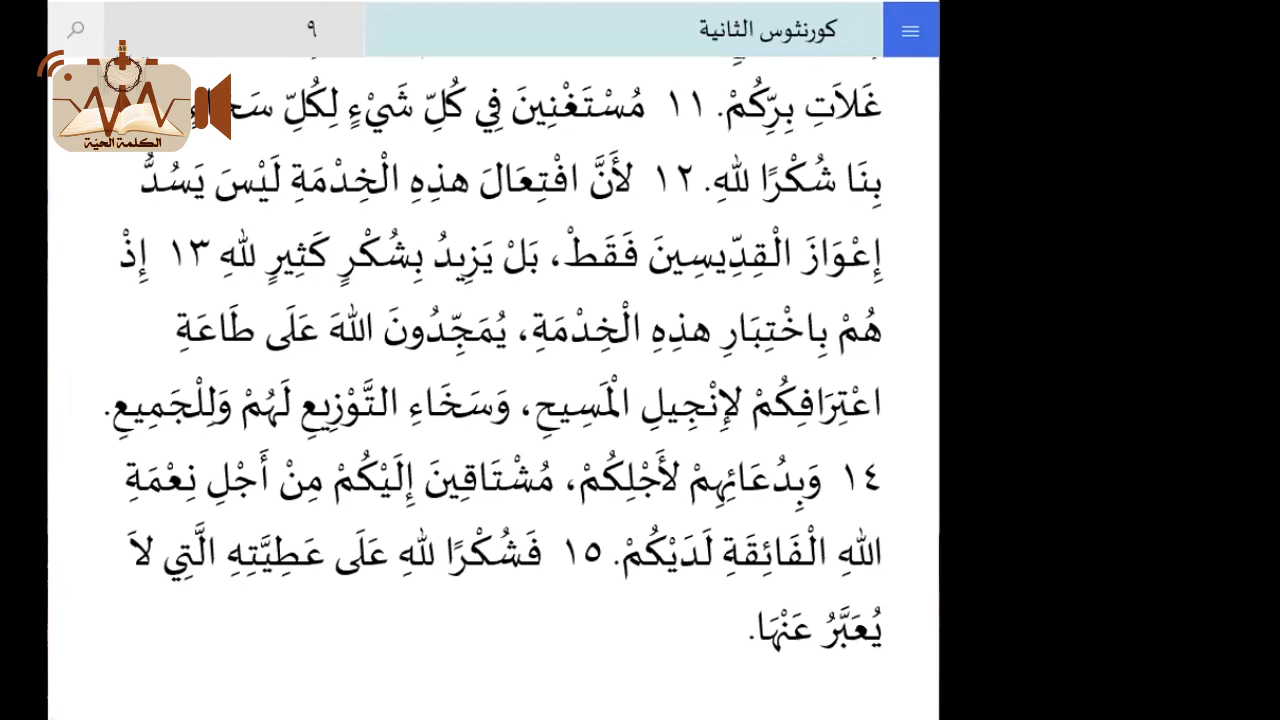 كورنثوس الثانية
٩
الكلمة الحيّة
غَلاَتِ بِرِّكُمْ. ١١ مُسْتَغْنِينَ فِي كُلِّ شَيْءٍ لِكُلِّ
بِنَا شُكْرًا للهِ. ١٢ لأَنَّ افْتِعَالَ هذِهِ الْخِدْمَةِ لَيْسَ يَسُدُّ
إِعْوَازَ الْقِدِّيسِينَ فَقَطْ، بَلْ يَزِيدُ بِشُكْرٍ كَثِيرٍ للهِ ١٣ إِذْ
هُمْ بِاخْتِبَارِ هذِهِ الْخِدْمَةِ، يُمَجِّدُونَ اللهَ عَلَى طَاعَةِ
اعْتِرَافِكُمْ لإِنْجِيلِ الْمَسِيحِ، وَسَخَاءِ التَّوْزِيعِ لَهُمْ وَلِلْجَمِيعِ.
١٤ وَبِدُعَائِهِمْ لأَجْلِكُمْ، مُشْتَاقِينَ إِلَيْكُمْ مِنْ أَجْلِ نِعْمَةِ
اللهِ الْفَائِقَةِ لَدَيْكُمْ. ١٥ فَشُكْرًا للهِ عَلَى عَطِيَّتِهِ الَّتِي لاَ
يُعَبَّرُ عَنْهَا.